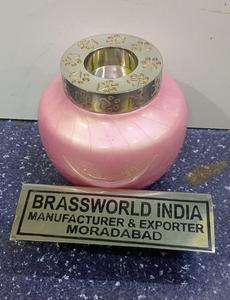 BRASSWORLD INDIA
MANUFACTURER & EXPORTER
MORADABAD